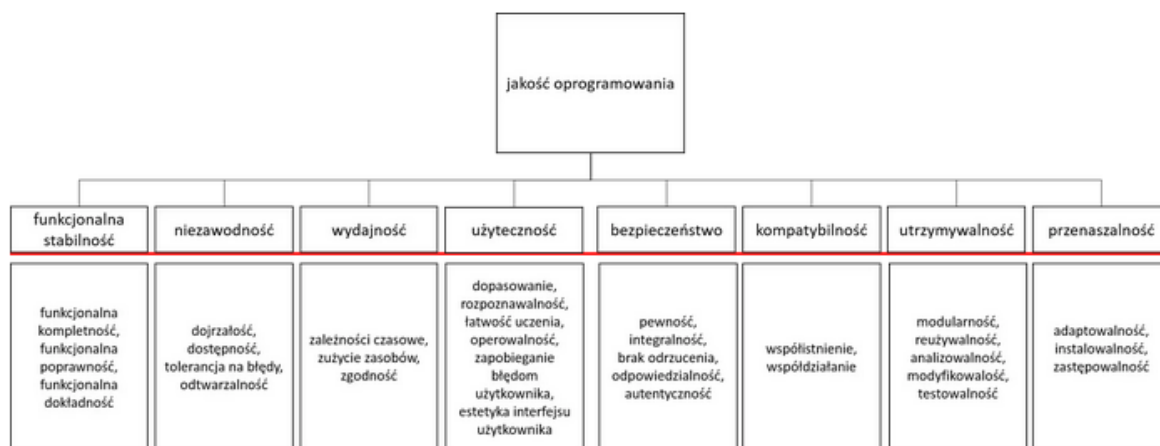 jakość oprogramowania
funkcjonalna
stabilność
niezawodność
wydajność
użyteczność
bezpieczeństwo
kompatybilność
utrzymywalność
przenaszalność
funkcjonalna
kompletność,
funkcjonalna
poprawność,
funkcjonalna
dokładność
dojrzałość,
dostępność,
tolerancja na błędy,
odtwarzalność
zależności czasowe,
zużycie zasobów,
zgodność
dopasowanie,
rozpoznawalność,
łatwość uczenia,
operowalność,
zapobieganie
błędom
użytkownika,
estetyka interfejsu
użytkownika
pewność,
integralność,
brak odrzucenia,
odpowiedzialność,
autentyczność
współistnienie,
współdziałanie
modularność,
reużywalność,
analizowalność,
modyfikowalość,
testowalność
adaptowalność,
instalowalność,
zastępowalność